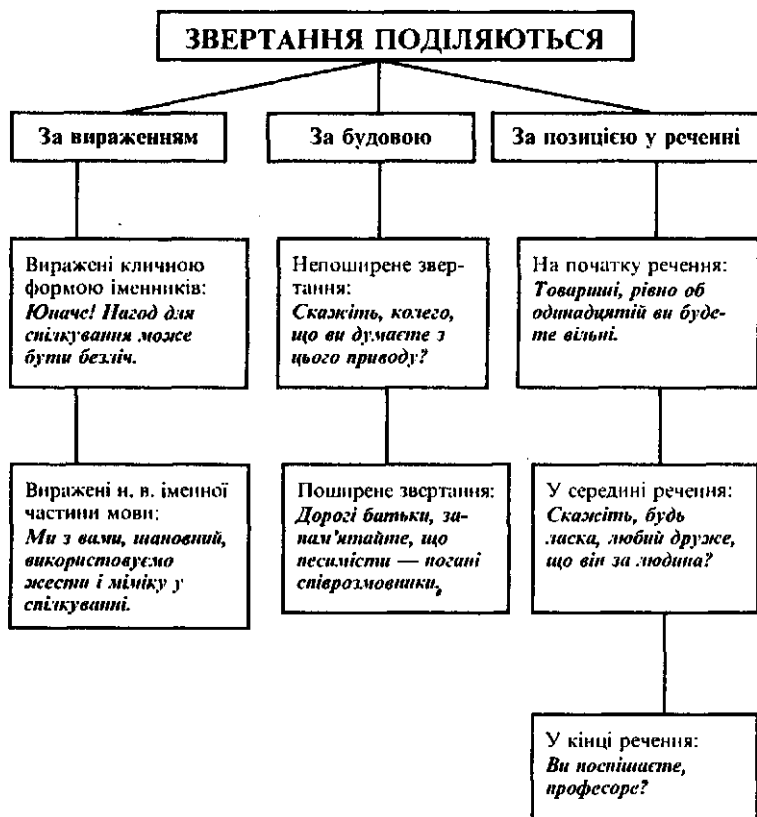 ЗВЕРТАННЯ ПОДІЛЯЮТЬСЯ
За вираженням
Виражені кличною
формою іменників:
Юначе! Нагод для
спілкування може
бути безліч.
Виражені н. в. іменної
частини мови:
Ми з вами, шановний,
використовуємо
жести і міміку у
спілкуванні.
За будовою
Непоширене звер-
тання:
Скажіть, колего,
що ви думаєте з
цього приводу?
Поширене звертання:
Дорогі батьки, за-
пам'ятайте, що
песимісти — погані
співрозмовники,
За позицією у реченні
На початку речення:
Товариші, рівно об
одинадцятій ви буде-
те вільні.
У середині речення:
Скажіть, будь
ласка, любий друже,
що він за людина?
У кінці речення:
Ви поспішаєте,
професоре?